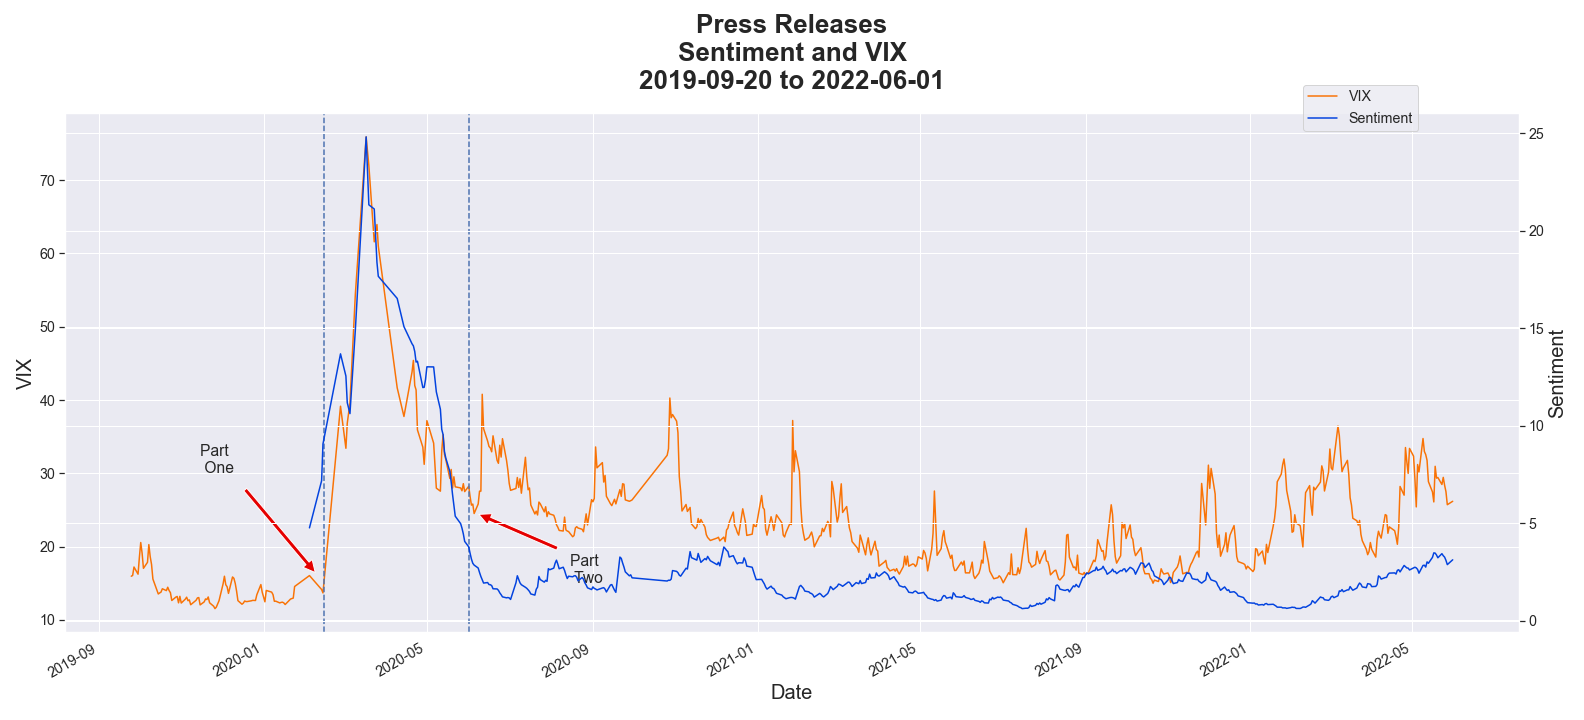 Press Releases
Sentiment and VIX
2019-09-20 to 2022-06-01
VIX
Sentiment
70
60
50
40
30
20
10
VIX
25
20
15
10
5
0
Sentiment
Part
One
Part
Two
2019-09
2020-01
2020-05
2020-09
2021-01
2021-05
2021-09
2022-01
2022-05
Date